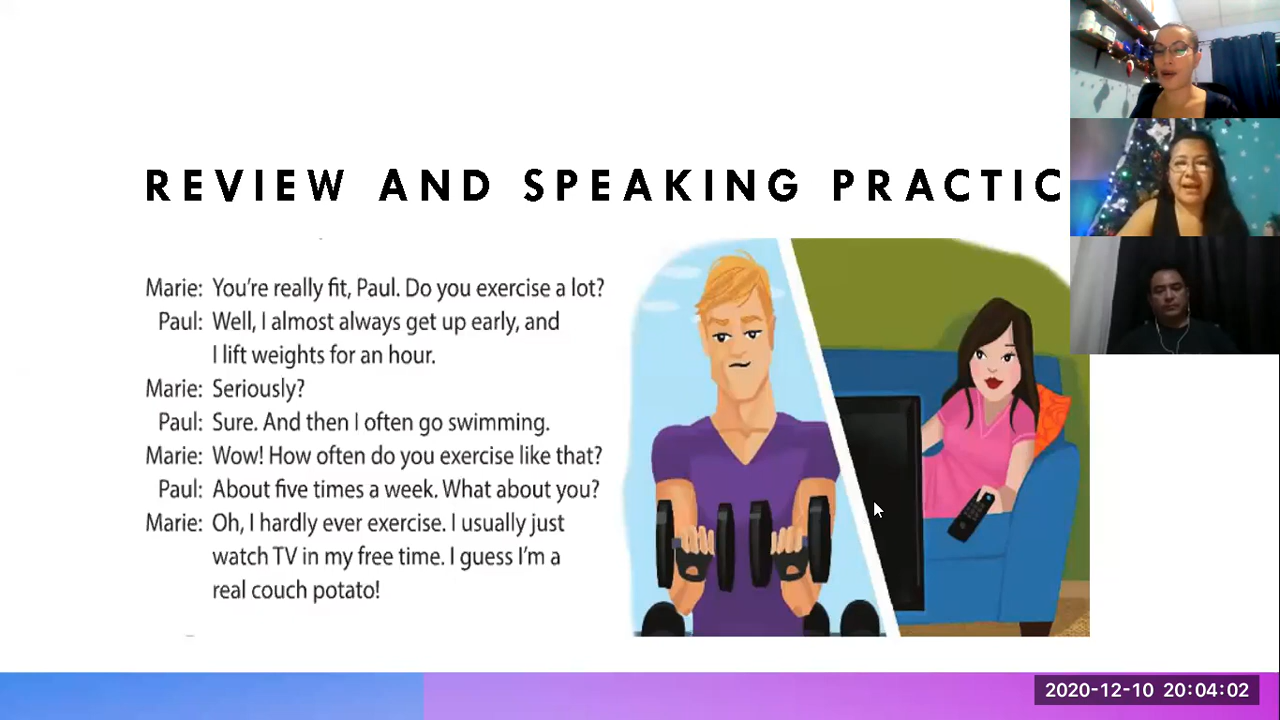 REVIEW AND SPEAKING PRACTIC
Marie: You're really fit, Paul. Do you exercise a lot?
Paul: Well, I almost always get up early, and
I lift weights for an hour.
Marie: Seriously?
Paul: Sure. And then I often go swimming.
Marie: Wow! How often do you exercise like that?
Paul: About five times a week. What about you?
Marie: Oh, I hardly ever exercise. I usually just
watch TV in my free time. I guess I'm a
real couch potato!
2020-12-10 20:04:02